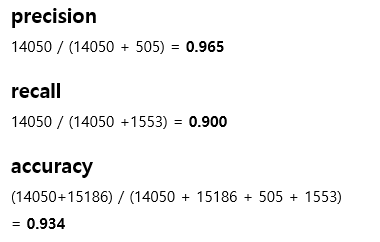 precision
14050 / (14050 + 505) = 0.965
recall
14050 / (14050 +1553) = 0.900
accuracy
(14050+15186) / (14050 + 15186 + 505 + 1553)
= 0.934